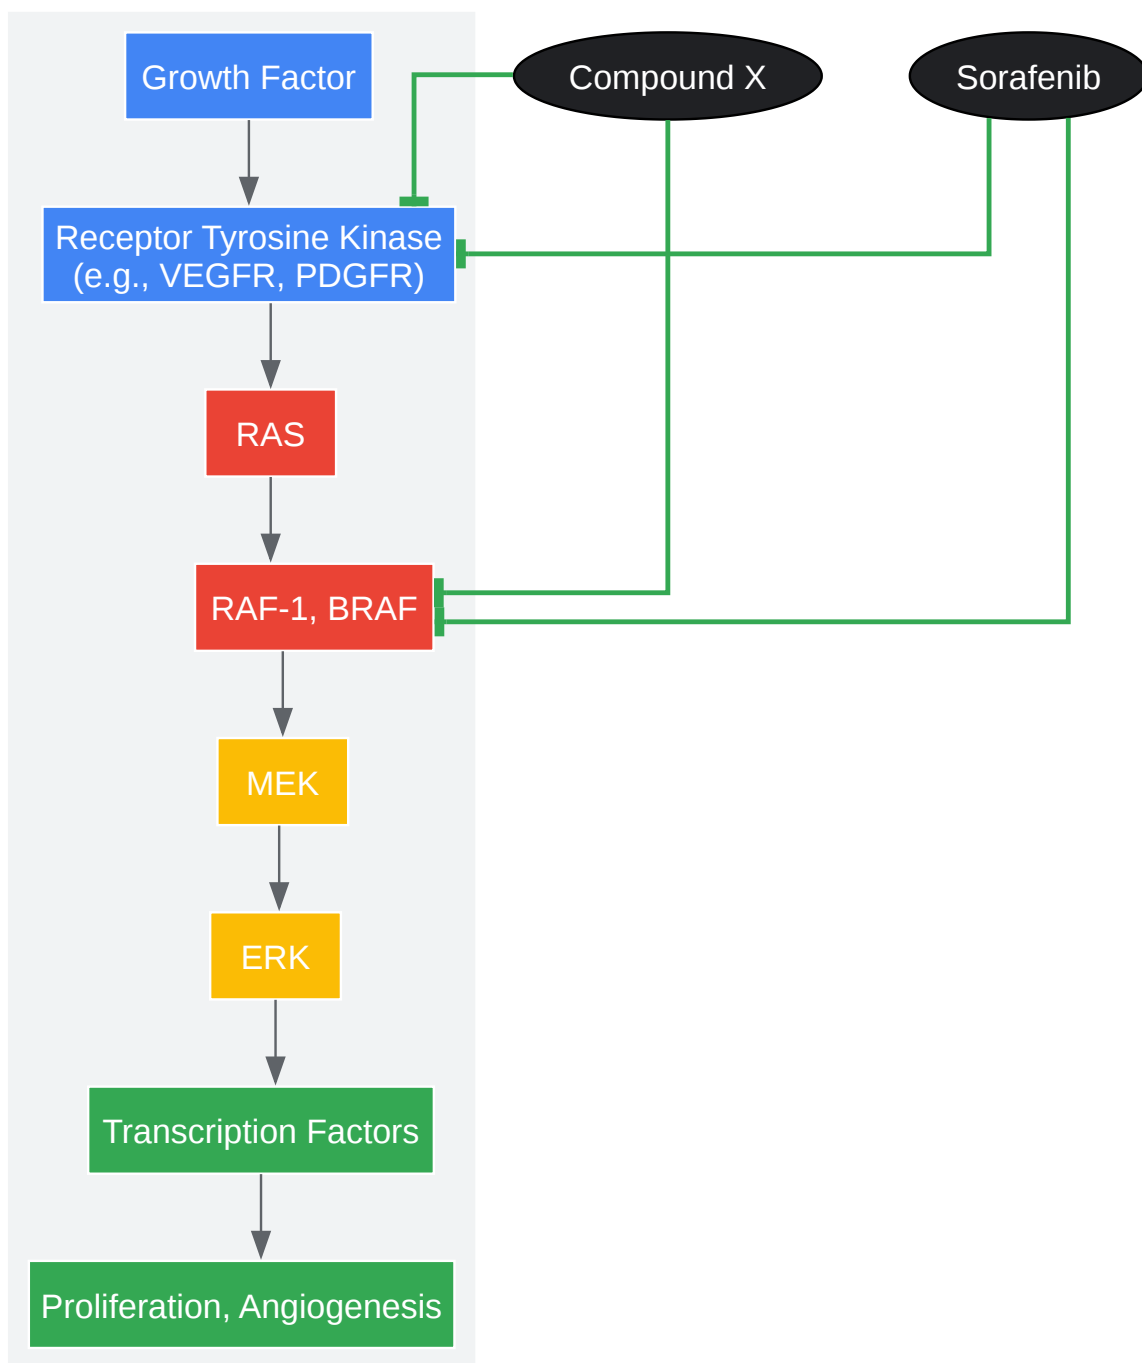 Growth Factor
Compound X
Sorafenib
Receptor Tyrosine Kinase
(e.g., VEGFR, PDGFR)
RAS
RAF-1, BRAF
MEK
ERK
Transcription Factors
Proliferation, Angiogenesis